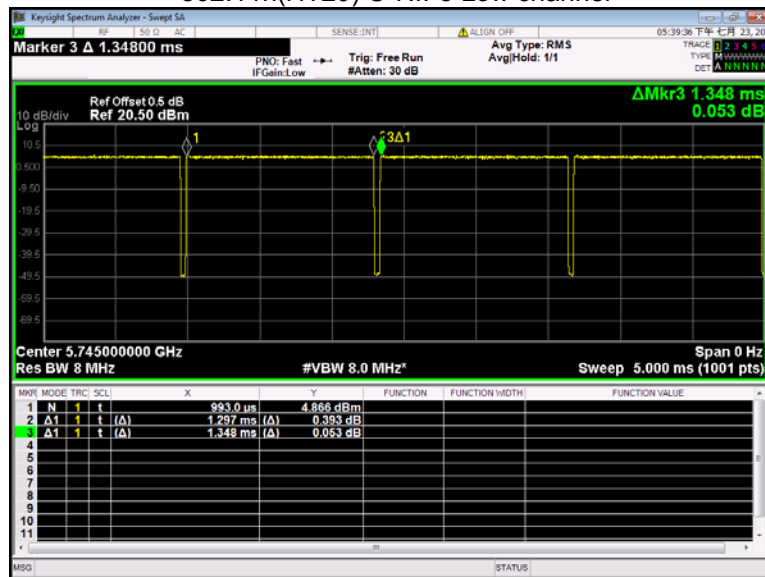 Keysight Spectrum Analyzer - Swept SA
RF 50 Ω AC SENSE:INT ALIGN OFF 05:39:36 下午 七月 23, 20
Marker 3 Δ 1.34800 ms
PNO: Fast
IFGain:Low
Trig: Free Run
#Atten: 30 dB
Avg Type: RMS
Avg|Hold: 1/1
TRACE 1 2 3 4 5 6
TYPE M
DET A N N N N N
ΔMkr3 1.348 ms
0.053 dB
Ref Offset 0.5 dB
10 dB/div Ref 20.50 dBm
Log
1
3Δ1
10.5
0.500
-9.50
-19.5
-29.5
-39.5
-49.5
-59.5
-69.5
Center 5.745000000 GHz Span 0 Hz
Res BW 8 MHz #VBW 8.0 MHz* Sweep 5.000 ms (1001 pts)
MKR MODE TRC SCL X Y FUNCTION FUNCTION WIDTH FUNCTION VALUE
1 N 1 t 993.0 µs 4.866 dBm
2 Δ1 1 t (Δ) 1.297 ms (Δ) 0.393 dB
3 Δ1 1 t (Δ) 1.348 ms (Δ) 0.053 dB
4
5
6
7
8
9
10
11
MSG STATUS